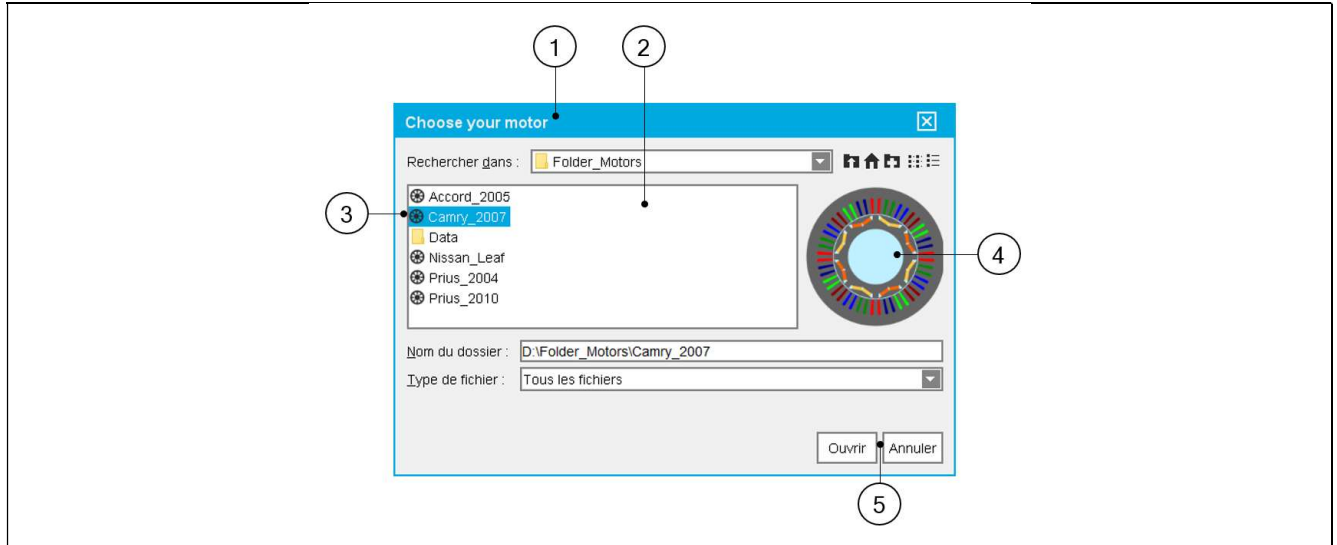 1
2
Choose your motor
Rechercher dans :
Folder_Motors
Accord_2005
3
Camry_2007
Data
Nissan_Leaf
Prius_2004
Prius_2010
4
Nom du dossier :
D:\Folder_Motors\Camry_2007
Type de fichier :
Tous les fichiers
Ouvrir
Annuler
5